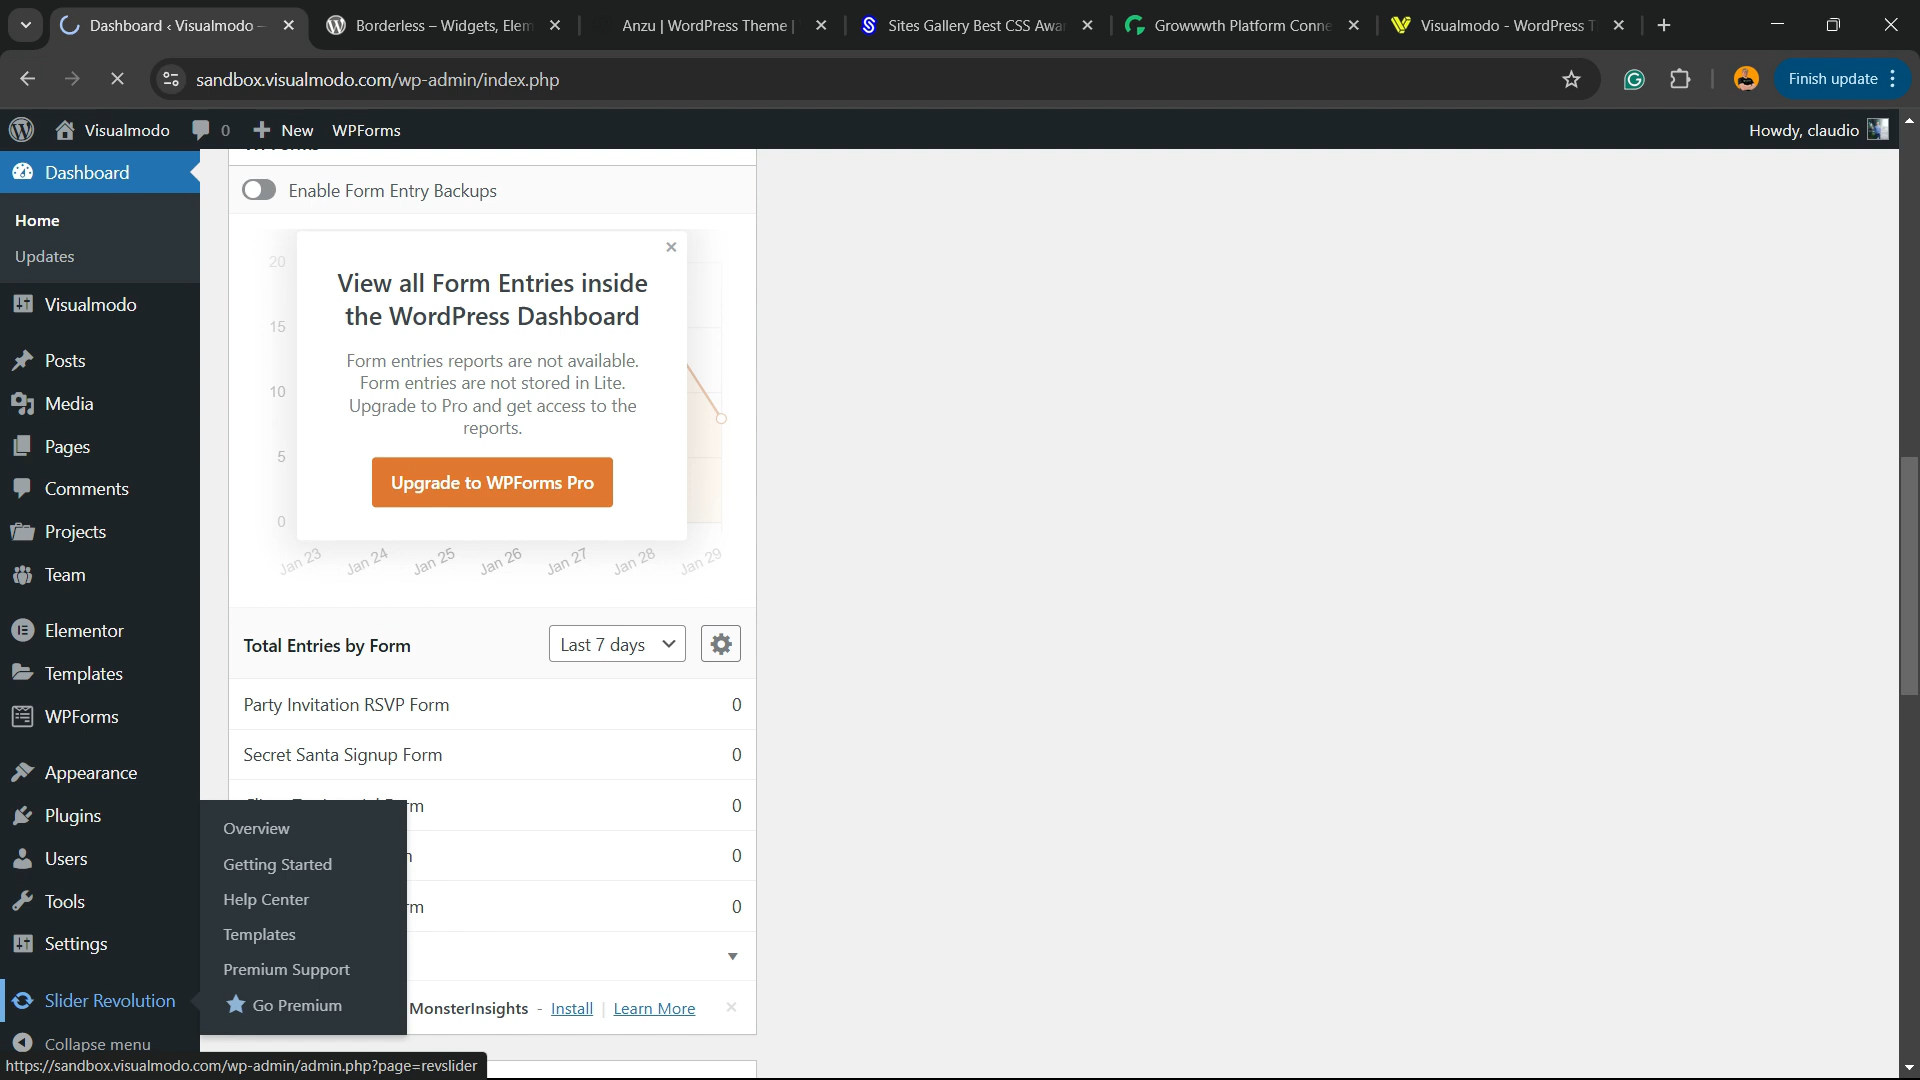 Dashboard ‹ Visualmodo –
Borderless – Widgets, Elem
Anzu | WordPress Theme |
Sites Gallery Best CSS Awa
Growwwth Platform Conne
Visualmodo - WordPress T
sandbox.visualmodo.com/wp-admin/index.php
Finish update
Visualmodo
0
New
WPForms
Howdy, claudio
Dashboard
Home
Updates
Visualmodo
Posts
Media
Pages
Comments
Projects
Team
Elementor
Templates
WPForms
Appearance
Plugins
Users
Tools
Settings
Slider Revolution
Collapse menu
Overview
Getting Started
Help Center
Templates
Premium Support
Go Premium
Enable Form Entry Backups
20
15
10
5
0
View all Form Entries inside
the WordPress Dashboard
Form entries reports are not available.
Form entries are not stored in Lite.
Upgrade to Pro and get access to the
reports.
Upgrade to WPForms Pro
Jan 23 Jan 24 Jan 25 Jan 26 Jan 27 Jan 28 Jan 29
Total Entries by Form
Last 7 days
Party Invitation RSVP Form 0
Secret Santa Signup Form 0
0
0
0
MonsterInsights - Install | Learn More
https://sandbox.visualmodo.com/wp-admin/admin.php?page=revslider